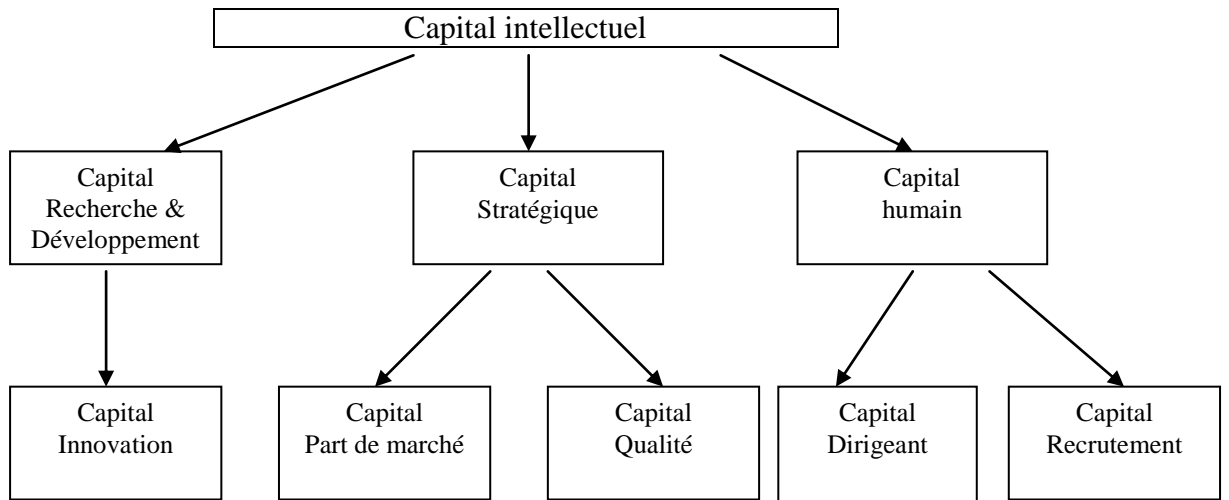 Capital intellectuel
Capital
Recherche &
Développement
Capital
Stratégique
Capital
humain
Capital
Innovation
Capital
Part de marché
Capital
Qualité
Capital
Dirigeant
Capital
Recrutement